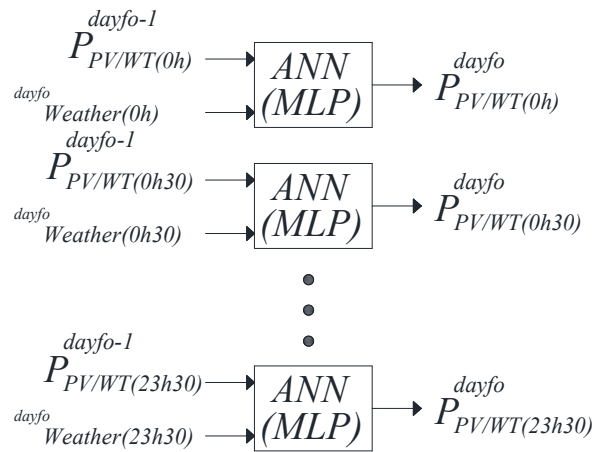 dayfo-1
P PV/WT(0h)
dayfo Weather(0h)
ANN
(MLP)
dayfo
P PV/WT(0h)
dayfo-1
P PV/WT(0h30)
dayfo Weather(0h30)
ANN
(MLP)
dayfo
P PV/WT(0h30)
dayfo-1
P PV/WT(23h30)
dayfo Weather(23h30)
ANN
(MLP)
dayfo
P PV/WT(23h30)